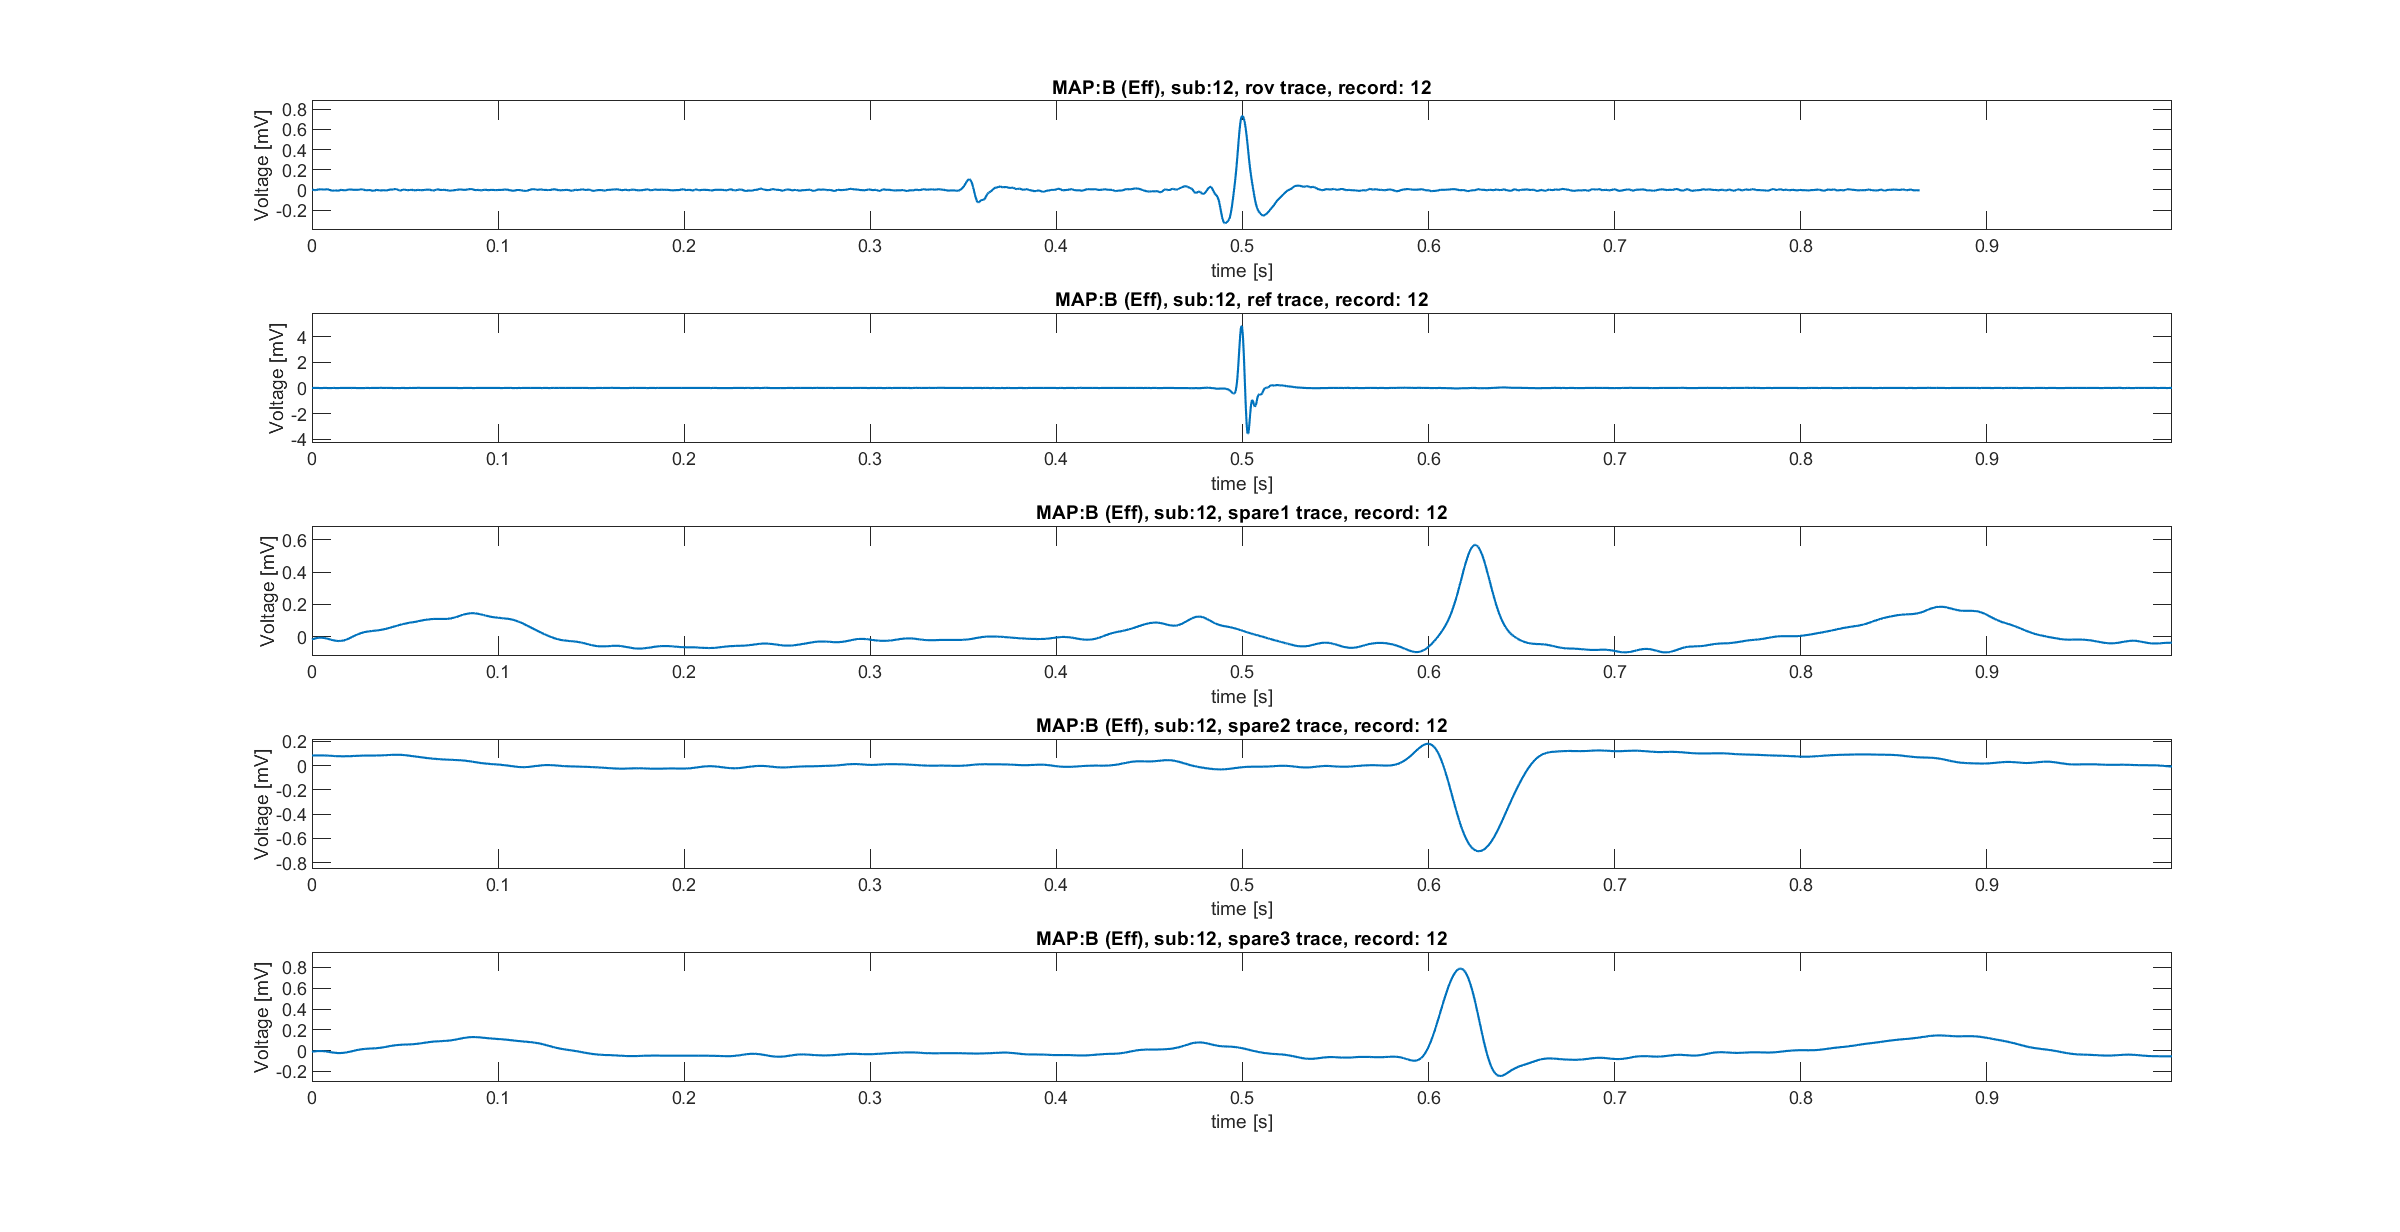 MAP:B (Eff), sub:12, rov trace, record: 12
Voltage [mV]
0.8
0.6
0.4
0.2
0
-0.2
0 0.1 0.2 0.3 0.4 0.5 0.6 0.7 0.8 0.9
time [s]
MAP:B (Eff), sub:12, ref trace, record: 12
Voltage [mV]
4
2
0
-2
-4
0 0.1 0.2 0.3 0.4 0.5 0.6 0.7 0.8 0.9
time [s]
MAP:B (Eff), sub:12, spare1 trace, record: 12
Voltage [mV]
0.6
0.4
0.2
0
0 0.1 0.2 0.3 0.4 0.5 0.6 0.7 0.8 0.9
time [s]
MAP:B (Eff), sub:12, spare2 trace, record: 12
Voltage [mV]
0.2
0
-0.2
-0.4
-0.6
-0.8
0 0.1 0.2 0.3 0.4 0.5 0.6 0.7 0.8 0.9
time [s]
MAP:B (Eff), sub:12, spare3 trace, record: 12
Voltage [mV]
0.8
0.6
0.4
0.2
0
-0.2
0 0.1 0.2 0.3 0.4 0.5 0.6 0.7 0.8 0.9
time [s]